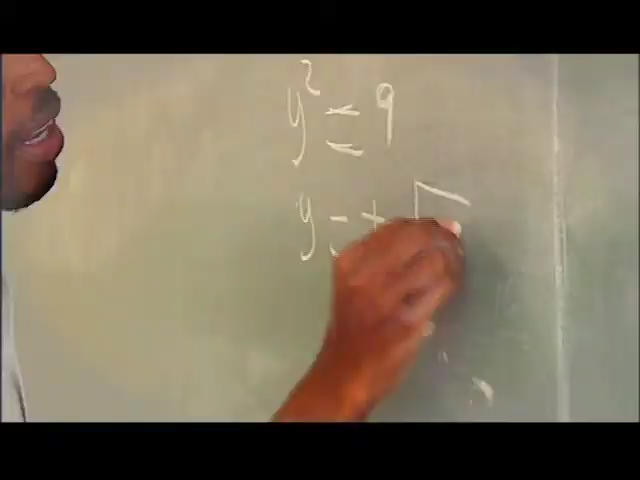 y² = 9
y = + √